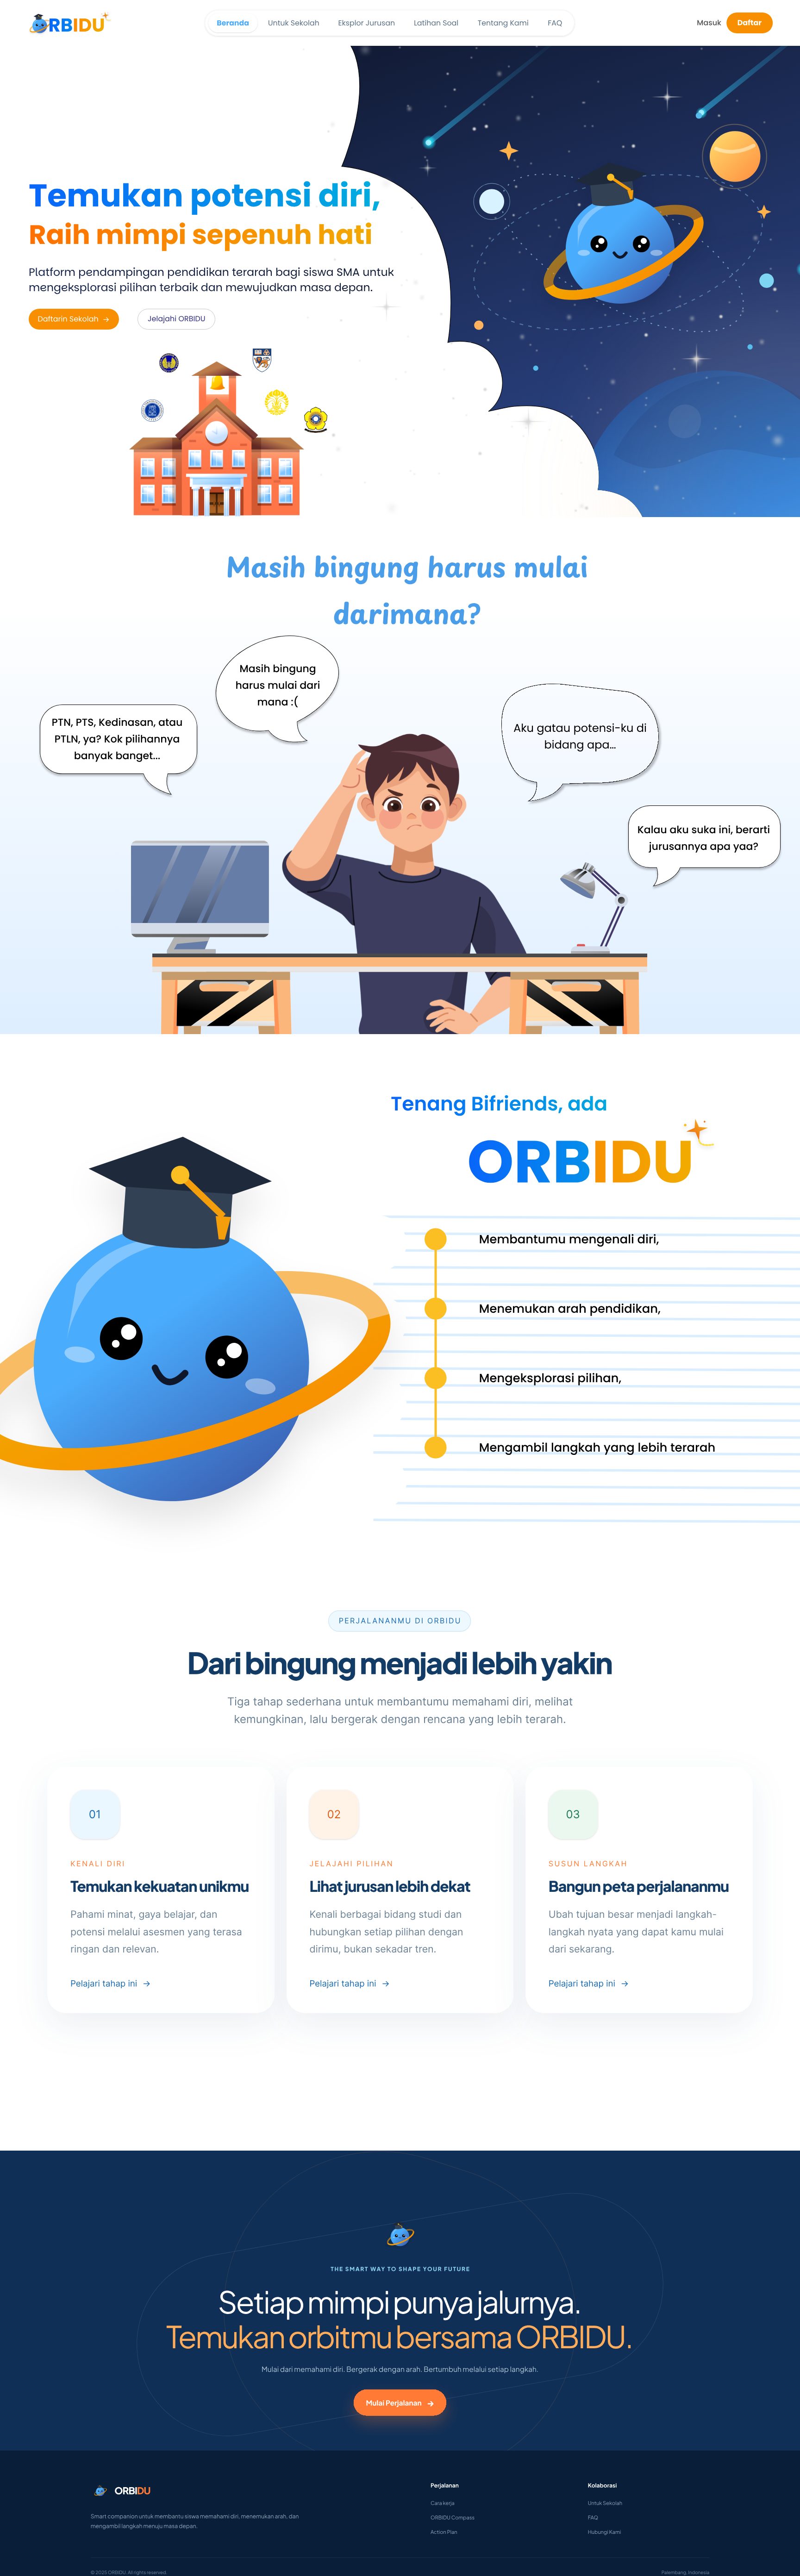 ORBIDU
Beranda
Untuk Sekolah
Eksplor Jurusan
Latihan Soal
Tentang Kami
FAQ
Masuk
Daftar
Temukan potensi diri,
Raih mimpi sepenuh hati
Platform pendampingan pendidikan terarah bagi siswa SMA untuk
mengeksplorasi pilihan terbaik dan mewujudkan masa depan.
Daftarin Sekolah →
Jelajahi ORBIDU
Masih bingung harus mulai
darimana?
Masih bingung
harus mulai dari
mana :(
PTN, PTS, Kedinasan, atau
PTLN, ya? Kok pilihannya
banyak banget...
Aku gatau potensi-ku di
bidang apa...
Kalau aku suka ini, berarti
jurusannya apa yaa?
Tenang Bifriends, ada
ORBIDU
Membantumu mengenali diri,
Menemukan arah pendidikan,
Mengeksplorasi pilihan,
Mengambil langkah yang lebih terarah
PERJALANANMU DI ORBIDU
Dari bingung menjadi lebih yakin
Tiga tahap sederhana untuk membantumu memahami diri, melihat
kemungkinan, lalu bergerak dengan rencana yang lebih terarah.
01
KENALI DIRI
Temukan kekuatan unikmu
Pahami minat, gaya belajar, dan
potensi melalui asesmen yang terasa
ringan dan relevan.
Pelajari tahap ini →
02
JELAJAHI PILIHAN
Lihat jurusan lebih dekat
Kenali berbagai bidang studi dan
hubungkan setiap pilihan dengan
dirimu, bukan sekadar tren.
Pelajari tahap ini →
03
SUSUN LANGKAH
Bangun peta perjalananmu
Ubah tujuan besar menjadi langkah-
langkah nyata yang dapat kamu mulai
dari sekarang.
Pelajari tahap ini →
THE SMART WAY TO SHAPE YOUR FUTURE
Setiap mimpi punya jalurnya.
Temukan orbitmu bersama ORBIDU.
Mulai dari memahami diri. Bergerak dengan arah. Bertumbuh melalui setiap langkah.
Mulai Perjalanan →
ORBIDU
Smart companion untuk membantu siswa memahami diri, menemukan arah, dan
mengambil langkah menuju masa depan.
Perjalanan
Cara kerja
ORBIDU Compass
Action Plan
Kolaborasi
Untuk Sekolah
FAQ
Hubungi Kami
© 2025 ORBIDU. All rights reserved.
Palembang, Indonesia